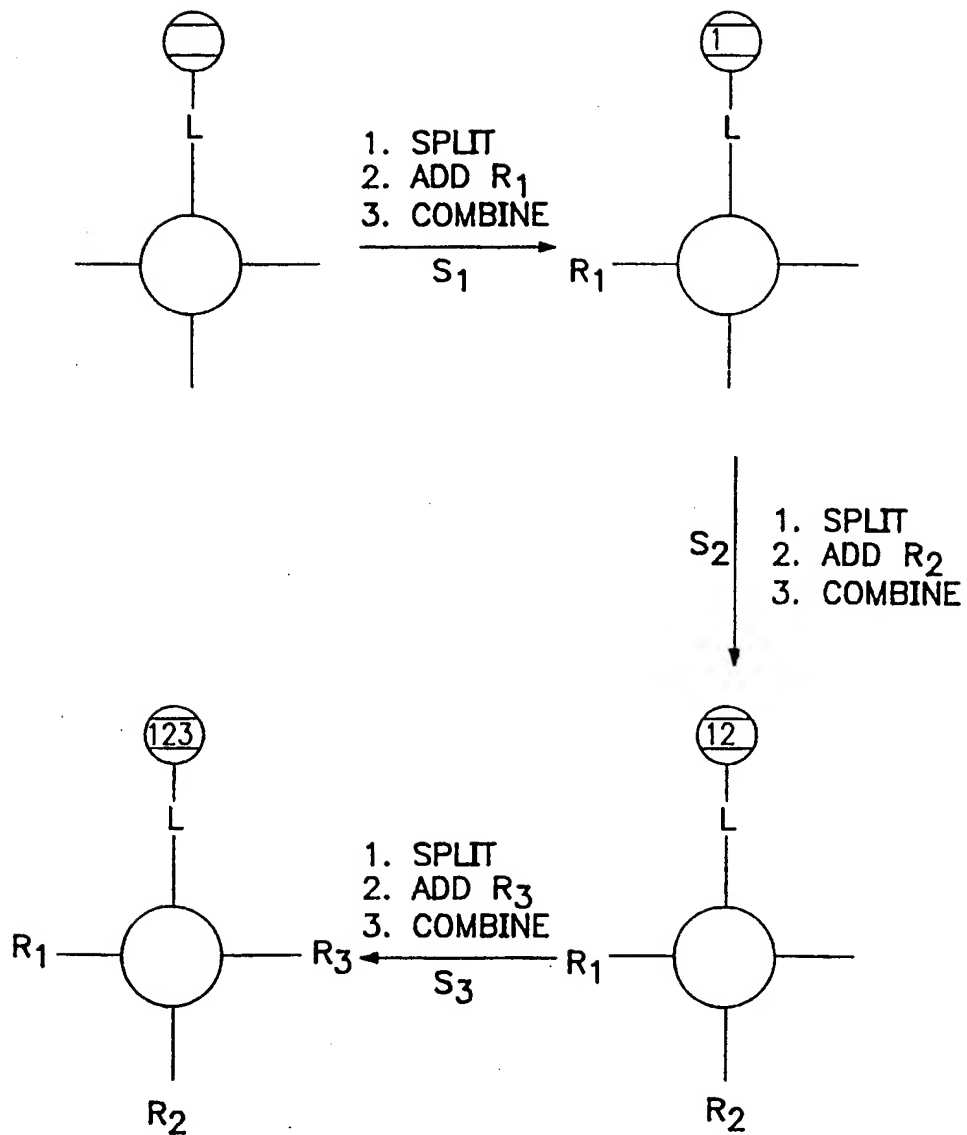 1
L
L
1. SPLIT
2. ADD R₁
3. COMBINE
S₁
R₁
S₂
1. SPLIT
2. ADD R₂
3. COMBINE
123
12
L
L
1. SPLIT
2. ADD R₃
3. COMBINE
R₁
R₃
S₃
R₁
R₂
R₂